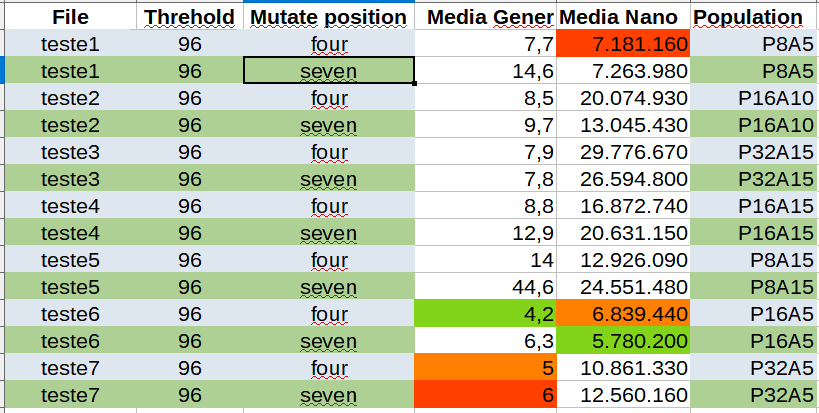 File Threhold Mutate position Media Gener Media Nano Population
teste1 96 four 7,7 7.181.160 P8A5
teste1 96 seven 14,6 7.263.980 P8A5
teste2 96 four 8,5 20.074.930 P16A10
teste2 96 seven 9,7 13.045.430 P16A10
teste3 96 four 7,9 29.776.670 P32A15
teste3 96 seven 7,8 26.594.800 P32A15
teste4 96 four 8,8 16.872.740 P16A15
teste4 96 seven 12,9 20.631.150 P16A15
teste5 96 four 14 12.926.090 P8A15
teste5 96 seven 44,6 24.551.480 P8A15
teste6 96 four 4,2 6.839.440 P16A5
teste6 96 seven 6,3 5.780.200 P16A5
teste7 96 four 5 10.861.330 P32A5
teste7 96 seven 6 12.560.160 P32A5